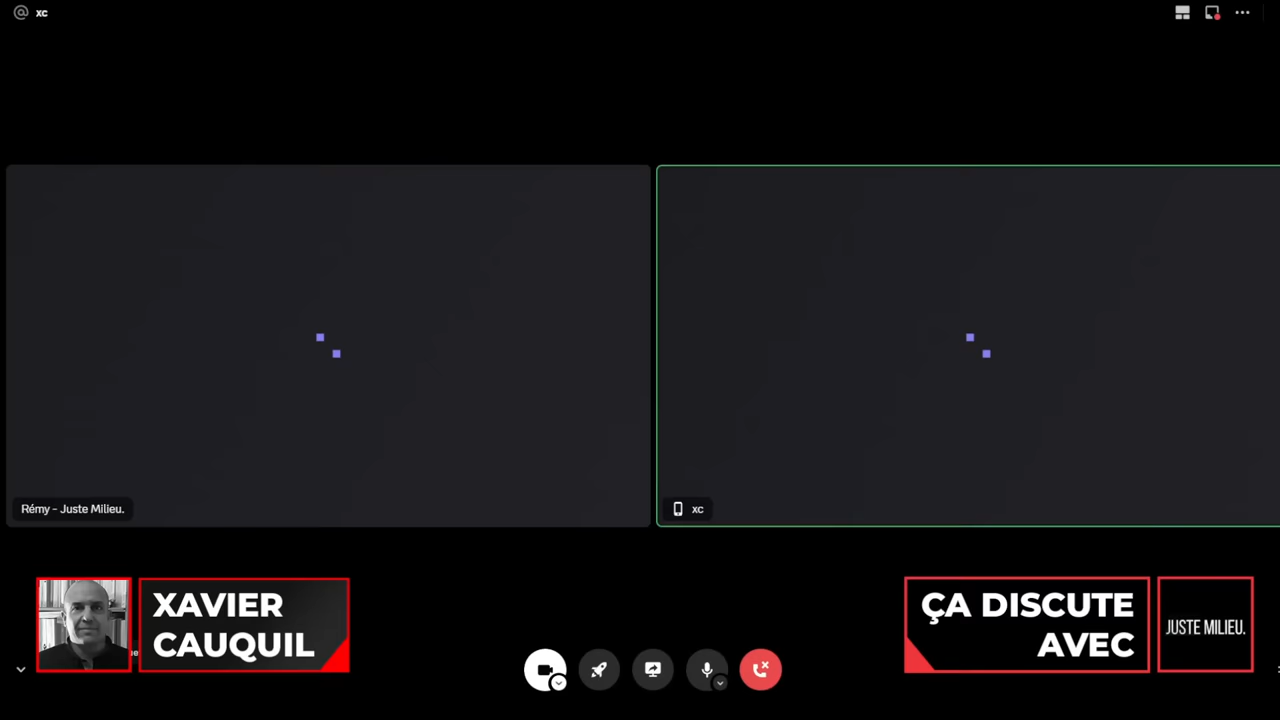 @ xc
Rémy - Juste Milieu.
xc
XAVIER
CAUQUIL
ÇA DISCUTE
AVEC
JUSTE MILIEU.